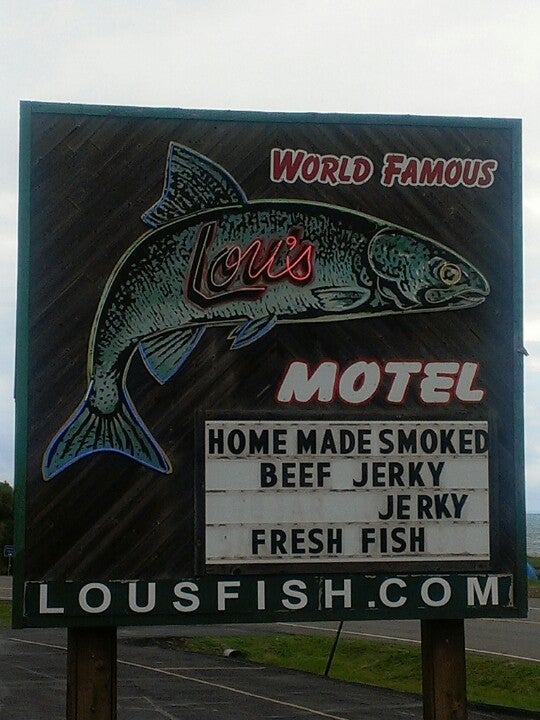 WORLD FAMOUS
Lou's
MOTEL
HOME MADE SMOKED
BEEF JERKY
JERKY
FRESH FISH
LOUSFISH.COM